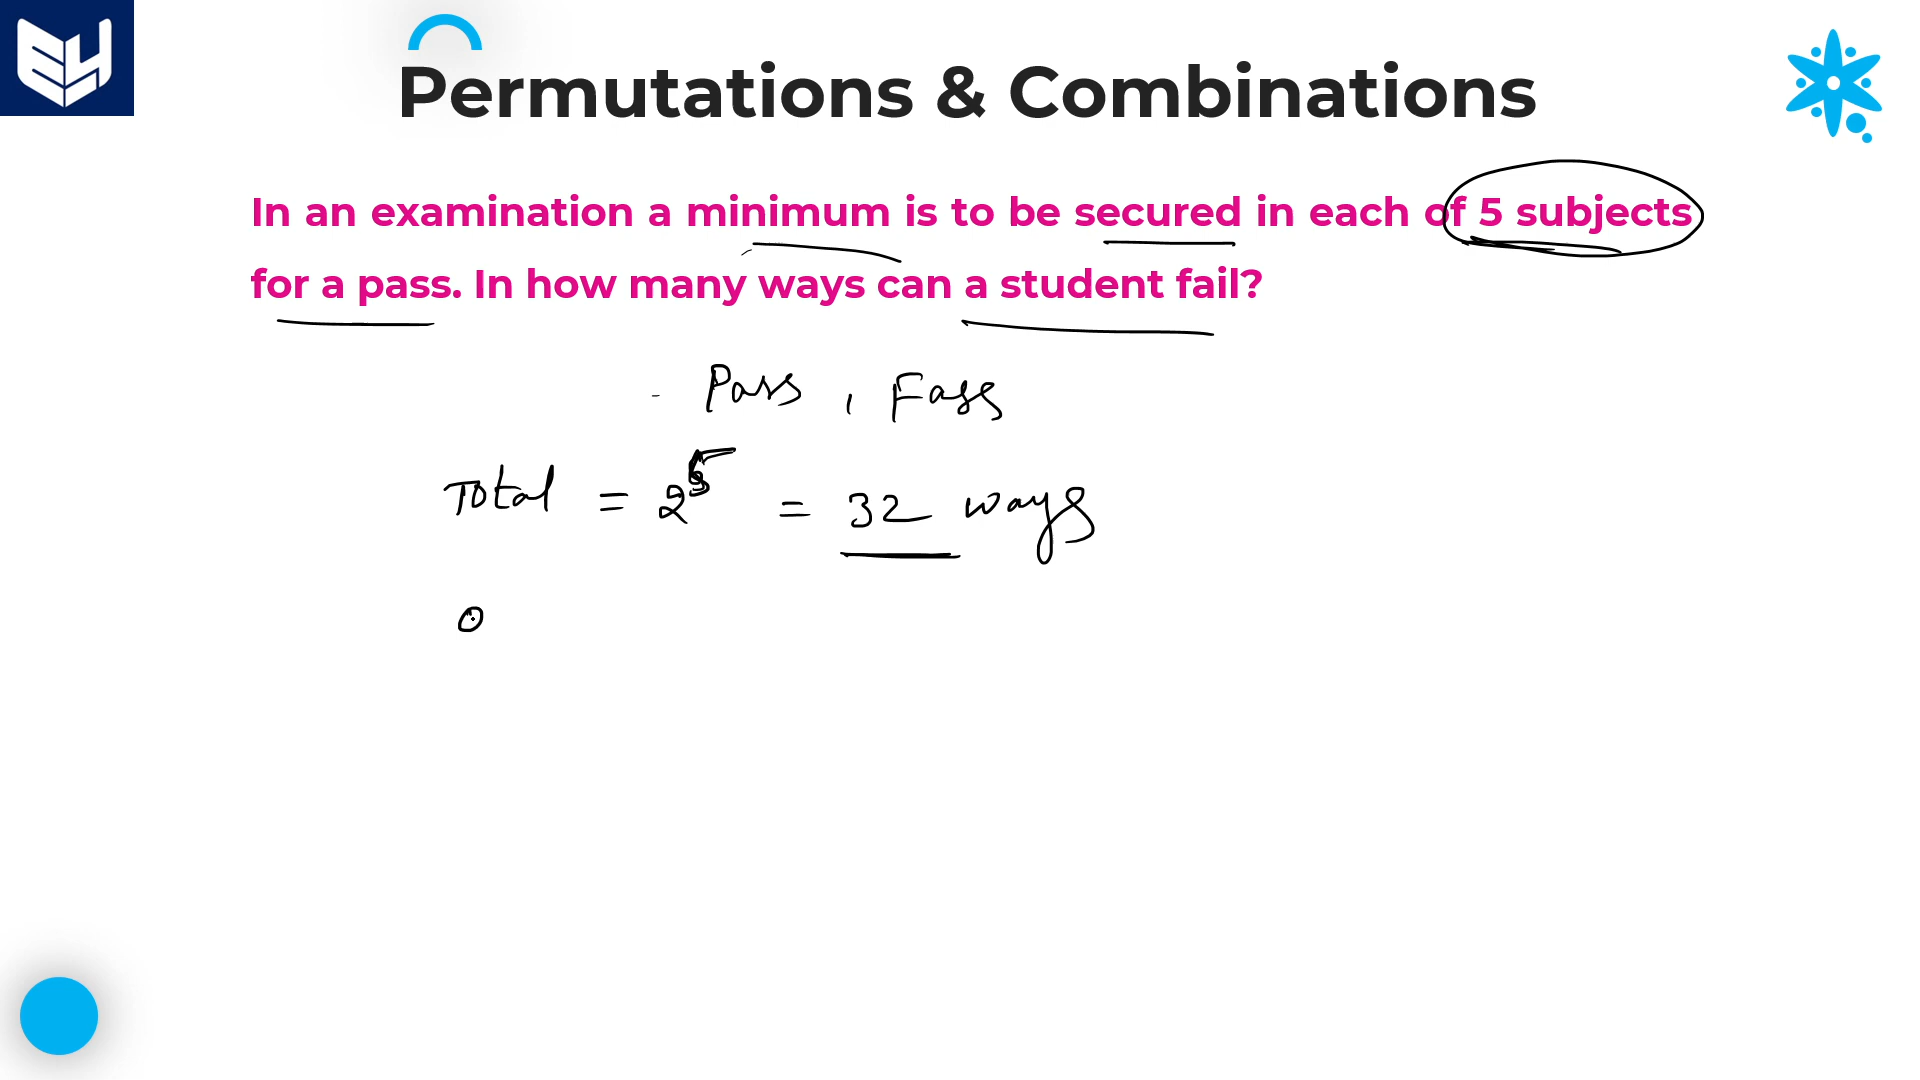 Permutations & Combinations
In an examination a minimum is to be secured in each of 5 subjects
for a pass. In how many ways can a student fail?
Pass, Fass
Total = 2^5 = 32 ways